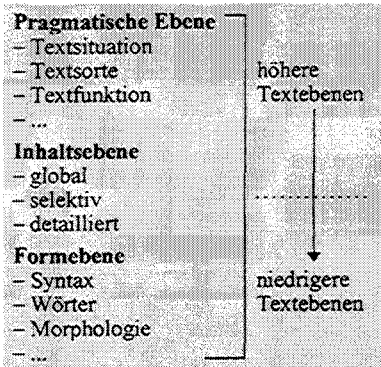 Pragmatische Ebene
– Textsituation
– Textsorte
– Textfunktion
– ...
Inhaltsebene
– global
– selektiv
– detailliert
Formebene
– Syntax
– Wörter
– Morphologie
– ...
höhere
Textebenen
niedrigere
Textebenen